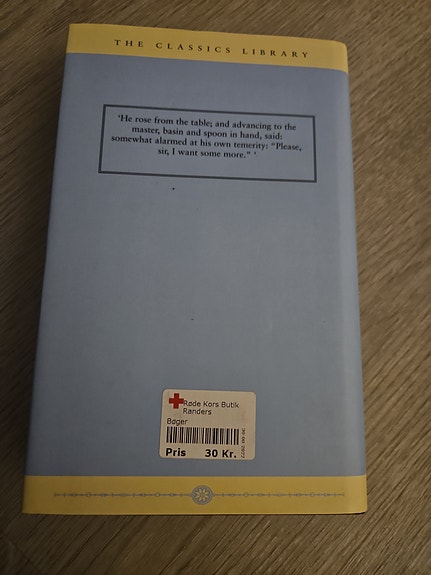 THE CLASSICS LIBRARY
'He rose from the table; and advancing to the
master, basin and spoon in hand, said:
somewhat alarmed at his own temerity: "Please,
sir, I want some more." '
Røde Kors Butik
Randers
Bøger
Pris 30 Kr.